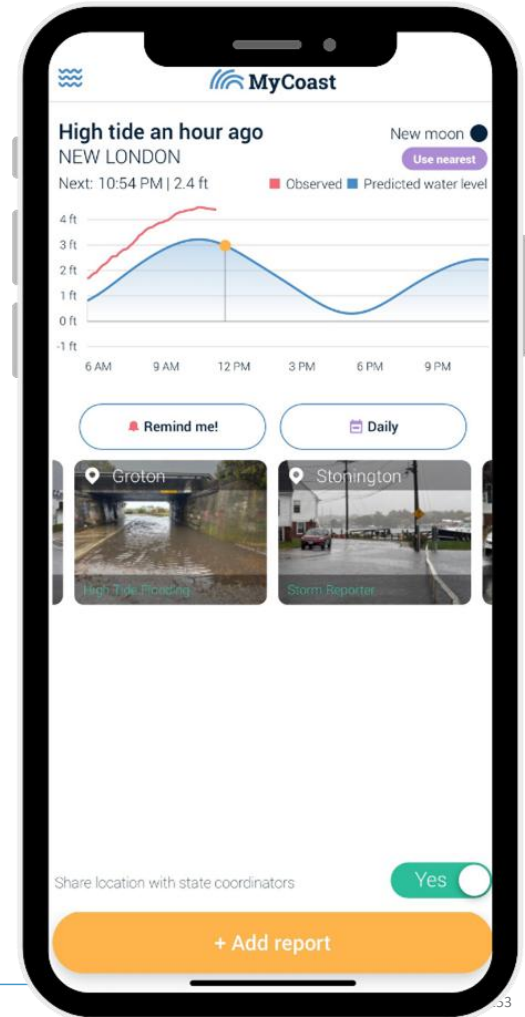 MyCoast
High tide an hour ago
New moon
NEW LONDON
Use nearest
Next: 10:54 PM | 2.4 ft
Observed
Predicted water level
4 ft
3 ft
2 ft
1 ft
0 ft
-1 ft
6 AM
9 AM
12 PM
3 PM
6 PM
9 PM
Remind me!
Daily
Groton
High Tide Flooding
Stonington
Storm Reporter
Share location with state coordinators
Yes
+ Add report
53